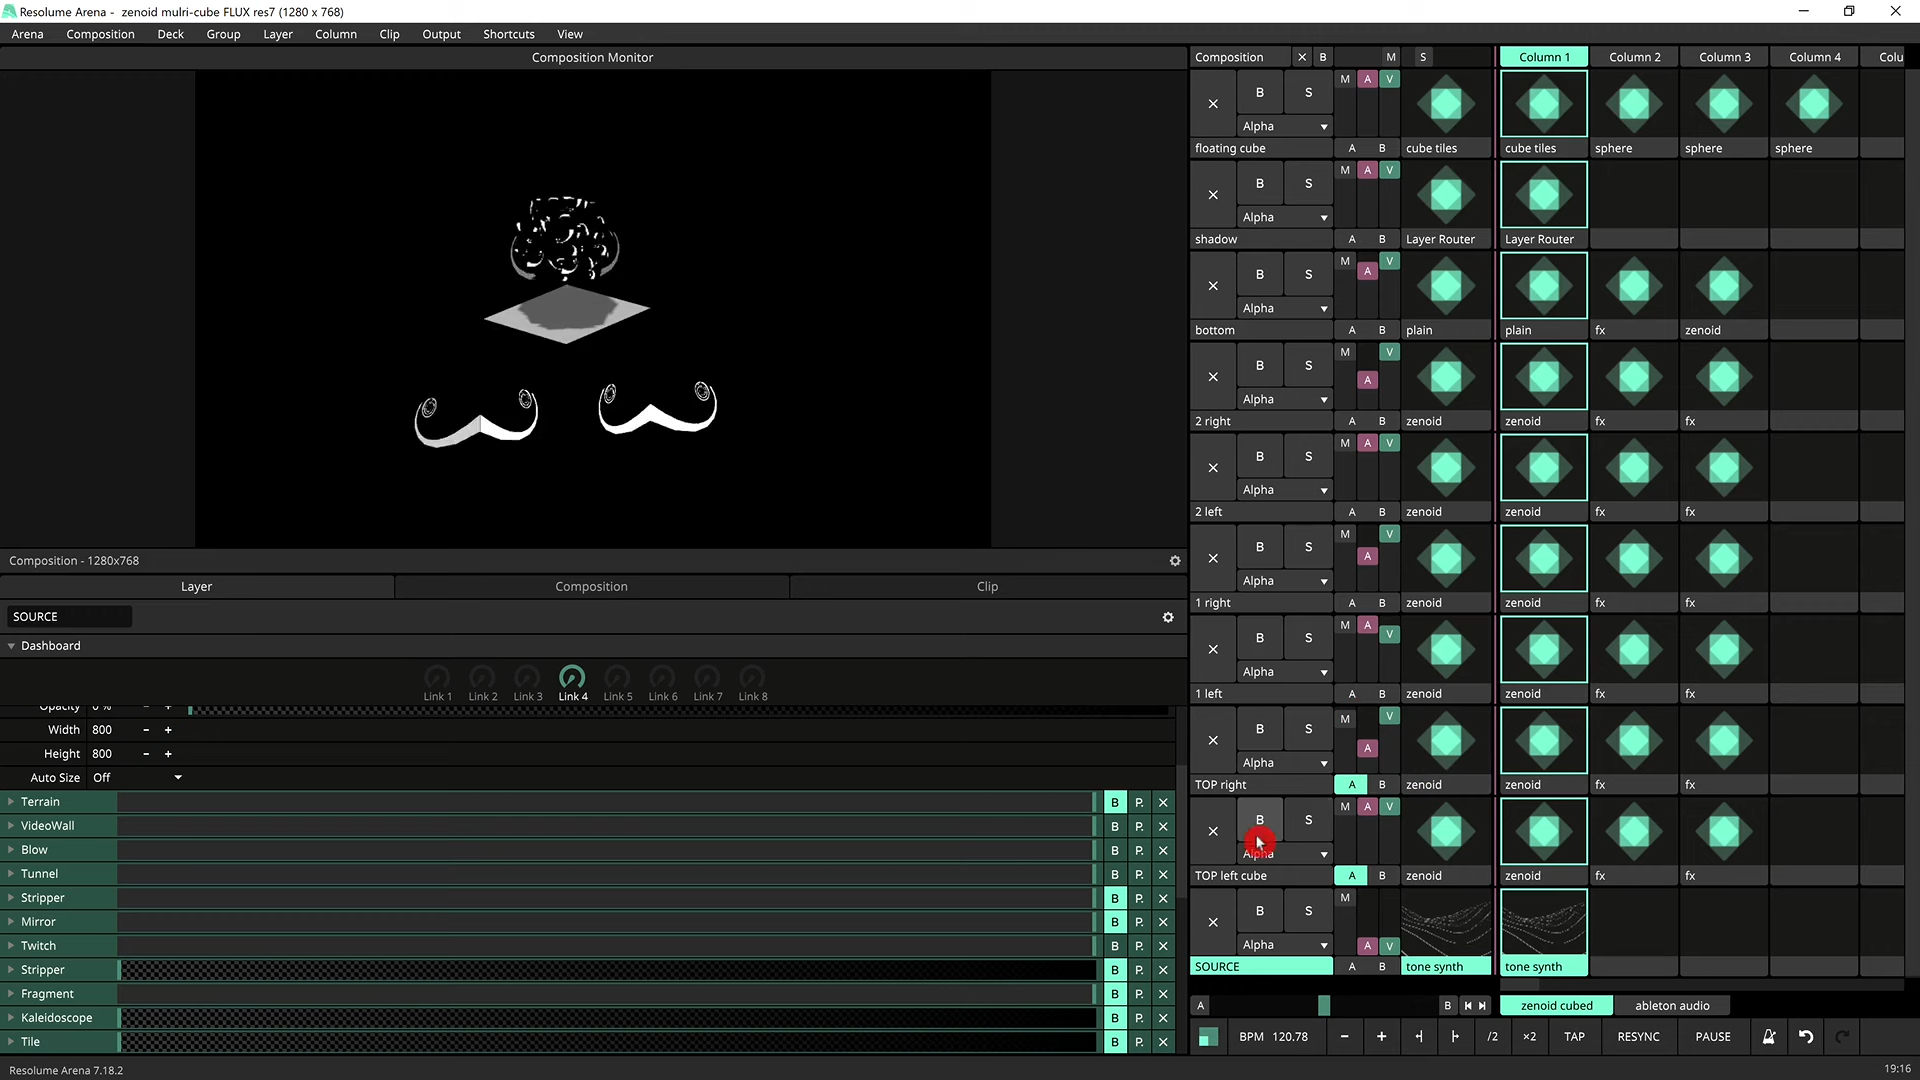 Resolume Arena - zenoid mulri-cube FLUX res7 (1280 x 768)
Arena Composition Deck Group Layer Column Clip Output Shortcuts View
Composition Monitor
Composition - 1280x768
Layer Composition Clip
SOURCE
Dashboard
Link 1 Link 2 Link 3 Link 4 Link 5 Link 6 Link 7 Link 8
Opacity 0 % - +
Width 800 - +
Height 800 - +
Auto Size Off
Terrain B P. X
VideoWall B P. X
Blow B P. X
Tunnel B P. X
Stripper B P. X
Mirror B P. X
Twitch B P. X
Stripper B P. X
Fragment B P. X
Kaleidoscope B P. X
Tile B P. X
Composition X B M S Column 1 Column 2 Column 3 Column 4 Colu
X B S M A V
Alpha
floating cube A B cube tiles cube tiles sphere sphere sphere
X B S M A V
Alpha
shadow A B Layer Router Layer Router
X B S M A V
Alpha
bottom A B plain plain fx zenoid
X B S M A V
Alpha
2 right A B zenoid zenoid fx fx
X B S M A V
Alpha
2 left A B zenoid zenoid fx fx
X B S M A V
Alpha
1 right A B zenoid zenoid fx fx
X B S M A V
Alpha
1 left A B zenoid zenoid fx fx
X B S M A V
Alpha
TOP right A B zenoid zenoid fx fx
X B S M A V
Alpha
TOP left cube A B zenoid zenoid fx fx
X B S M
Alpha A V
SOURCE A B tone synth tone synth
A B zenoid cubed ableton audio
BPM 120.78 - + /2 ×2 TAP RESYNC PAUSE
Resolume Arena 7.18.2 19:16